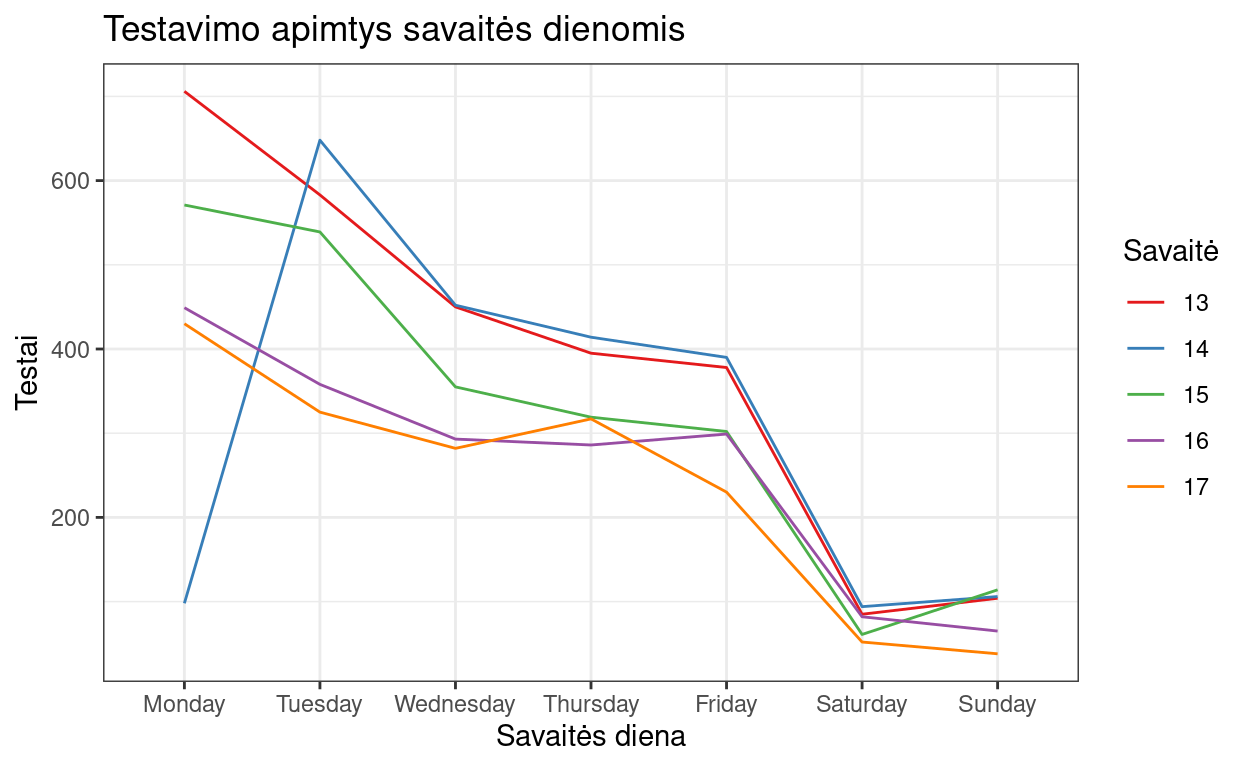 Testavimo apimtys savaitės dienomis
Testai
600
400
200
Monday Tuesday Wednesday Thursday Friday Saturday Sunday
Savaitės diena
Savaitė
13
14
15
16
17